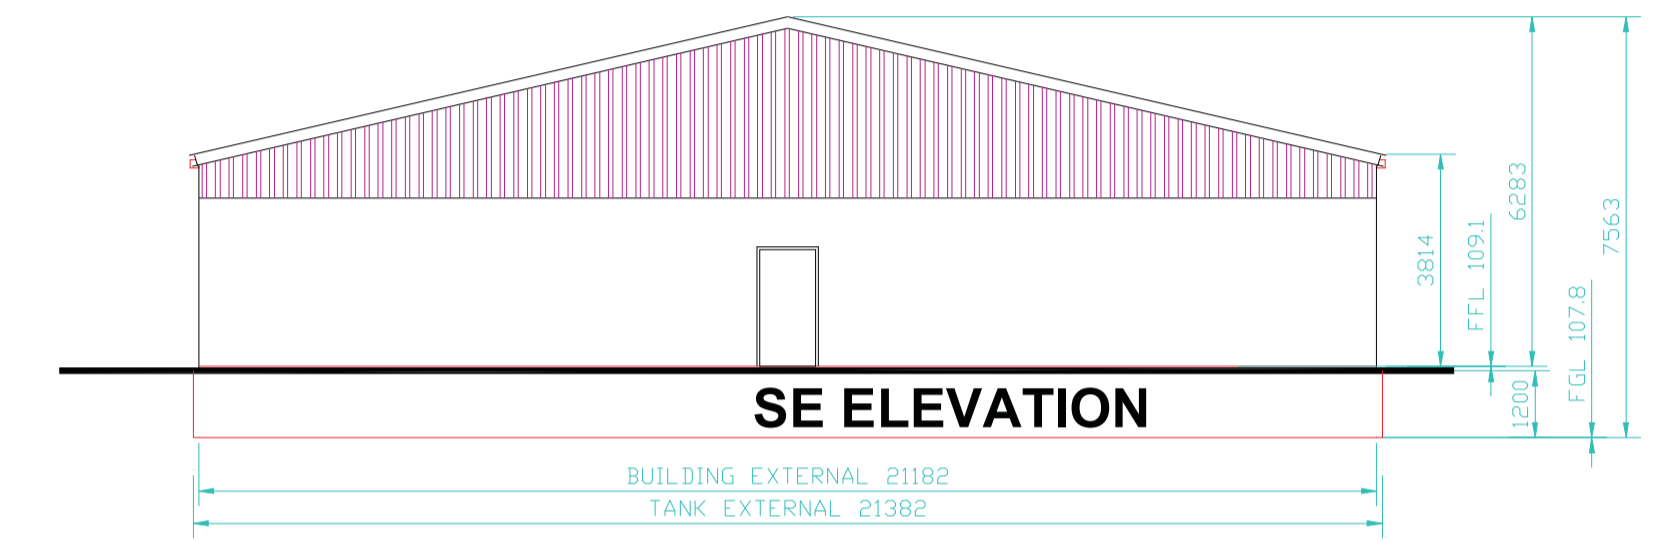 3814
FFL 109.1
6283
7563
FGL 107.8
1200
SE ELEVATION
BUILDING EXTERNAL 21182
TANK EXTERNAL 21382